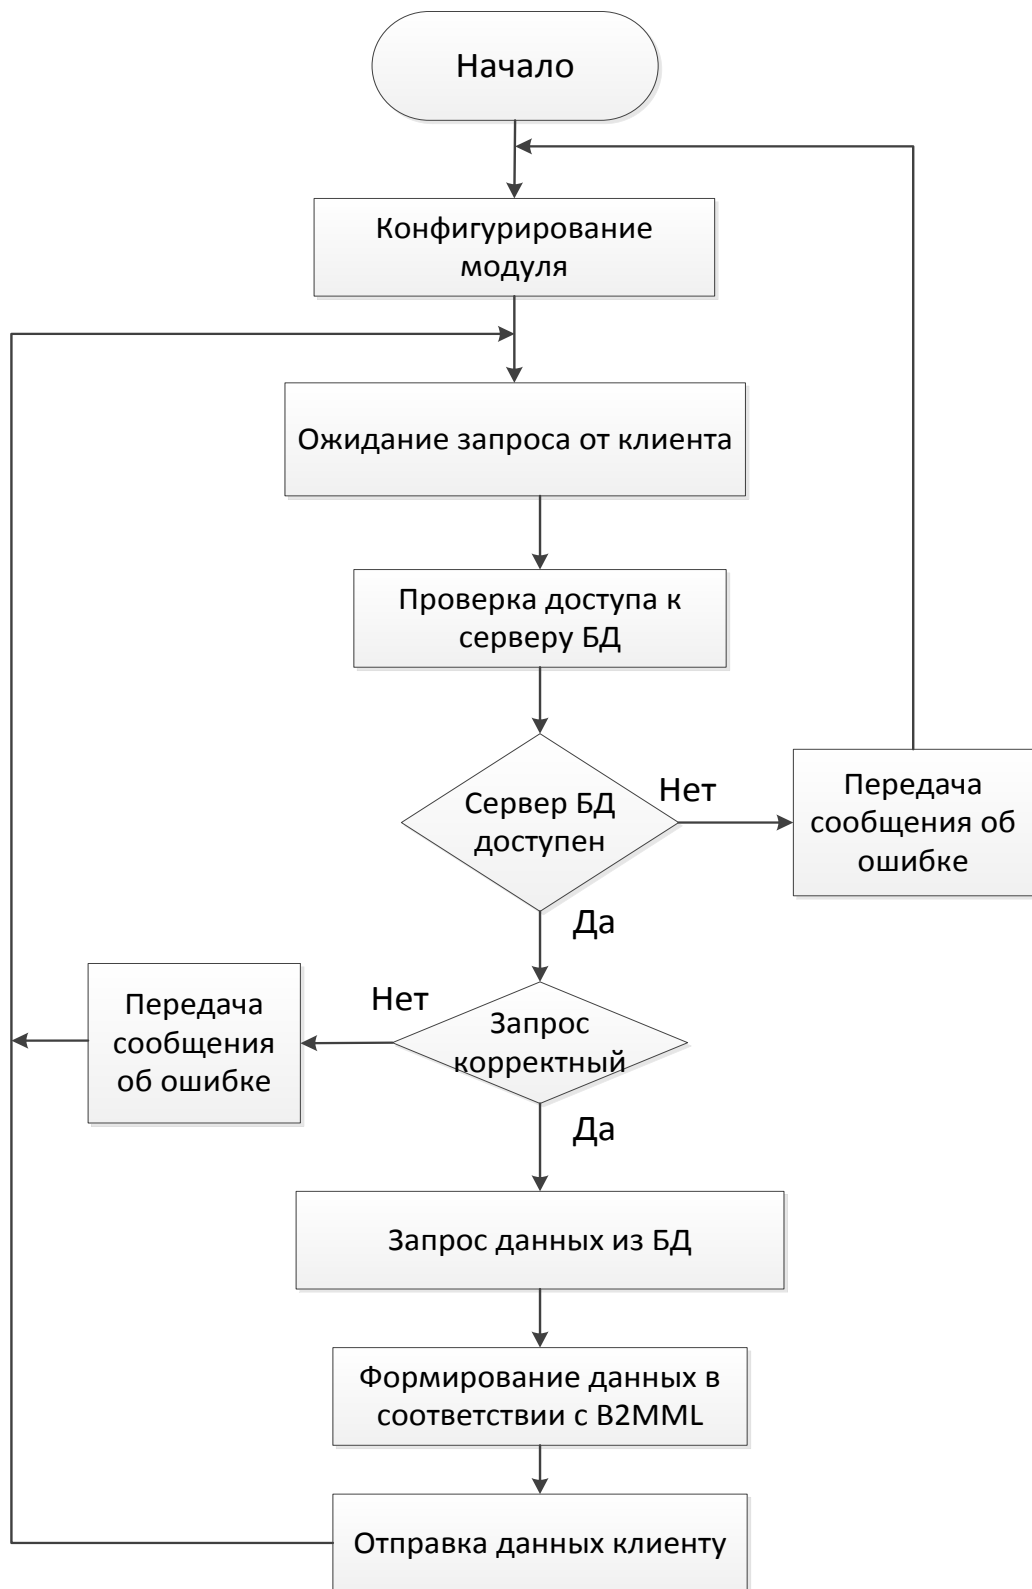 Начало
Конфигурирование
модуля
Ожидание запроса от клиента
Проверка доступа к
серверу БД
Сервер БД
доступен
Нет
Передача
сообщения об
ошибке
Да
Запрос
корректный
Нет
Передача
сообщения
об ошибке
Да
Запрос данных из БД
Формирование данных в
соответствии с B2MML
Отправка данных клиенту